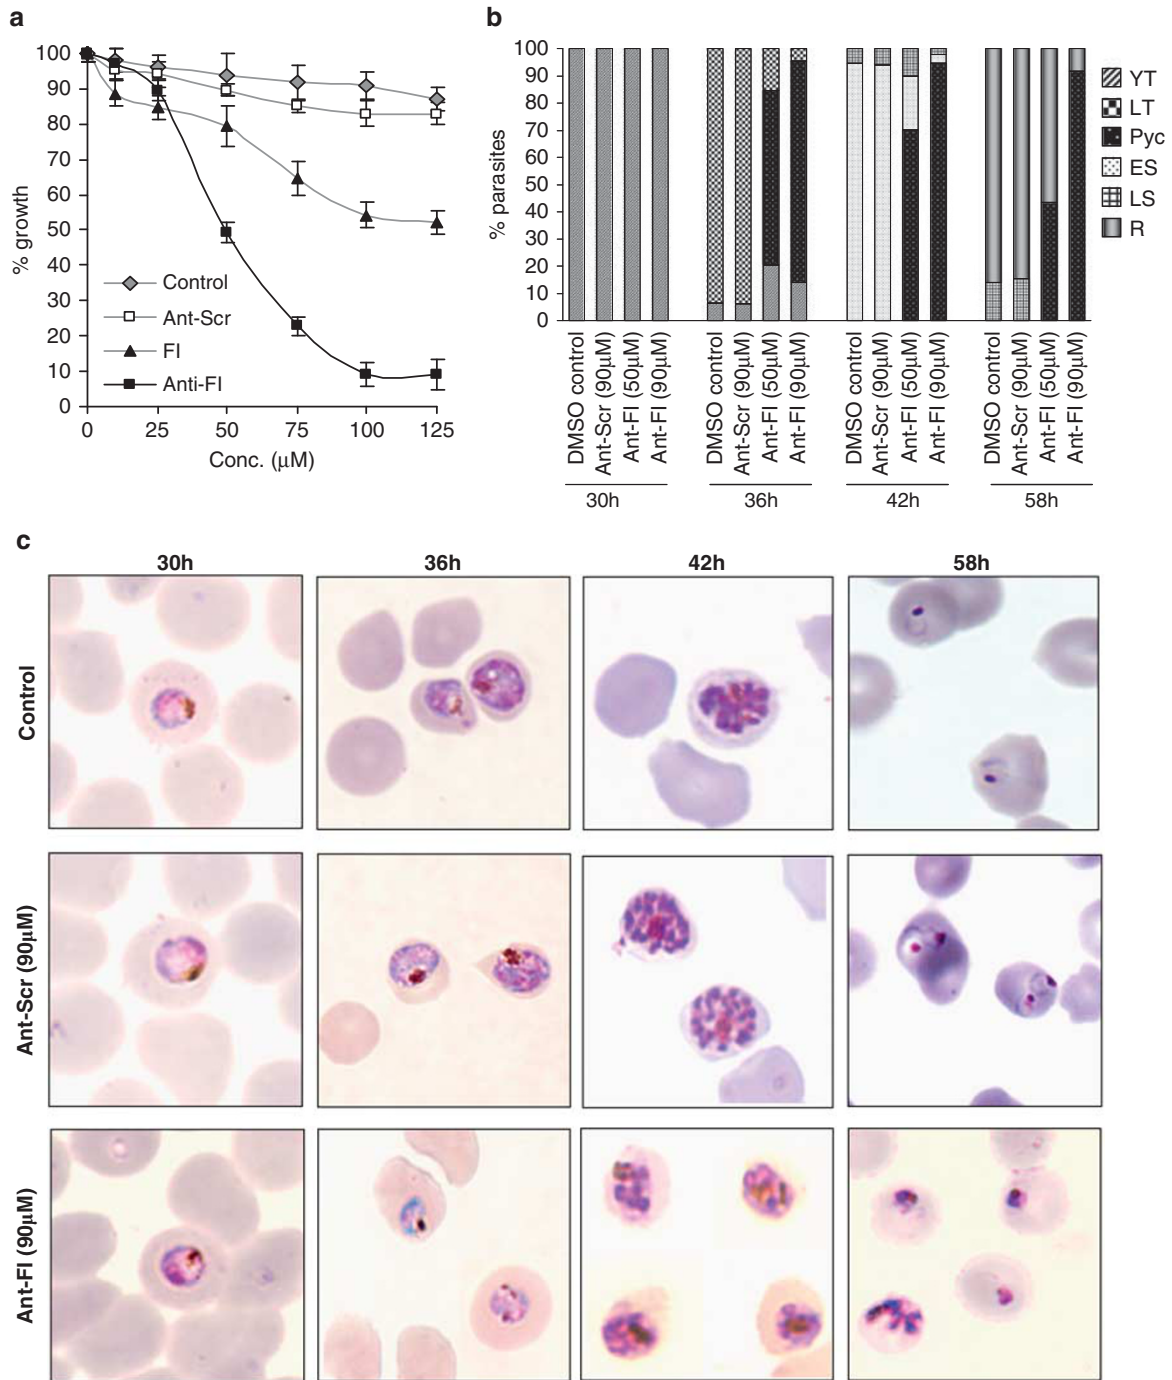 a
100
90
80
70
60
50
40
30
20
10
0
% growth
Control
Ant-Scr
FI
Anti-FI
0 25 50 75 100 125
Conc. (µM)
b
100
90
80
70
60
50
40
30
20
10
0
% parasites
YT
LT
Pyc
ES
LS
R
DMSO control
Ant-Scr (90µM)
Ant-FI (50µM)
Ant-FI (90µM)
30h
DMSO control
Ant-Scr (90µM)
Ant-FI (50µM)
Ant-FI (90µM)
36h
DMSO control
Ant-Scr (90µM)
Ant-FI (50µM)
Ant-FI (90µM)
42h
DMSO control
Ant-Scr (90µM)
Ant-FI (50µM)
Ant-FI (90µM)
58h
c
30h 36h 42h 58h
Control
Ant-Scr (90µM)
Ant-FI (90µM)